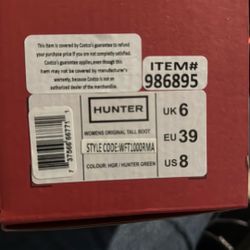 This item is covered by Costco's guarantee to refund
your purchase price if you are not satisfied. Costco's
guarantee applies,even though this
item may not be covered by manufacturer's
warranty, because Costco is not an
authorized dealer of the merchandise.
ITEM#
986895
HUNTER
WOMENS ORIGINAL TALL BOOT
STYLE CODE:WFT1000RMA
COLOUR: HGR / HUNTER GREEN
UK 6
EU 39
US 8